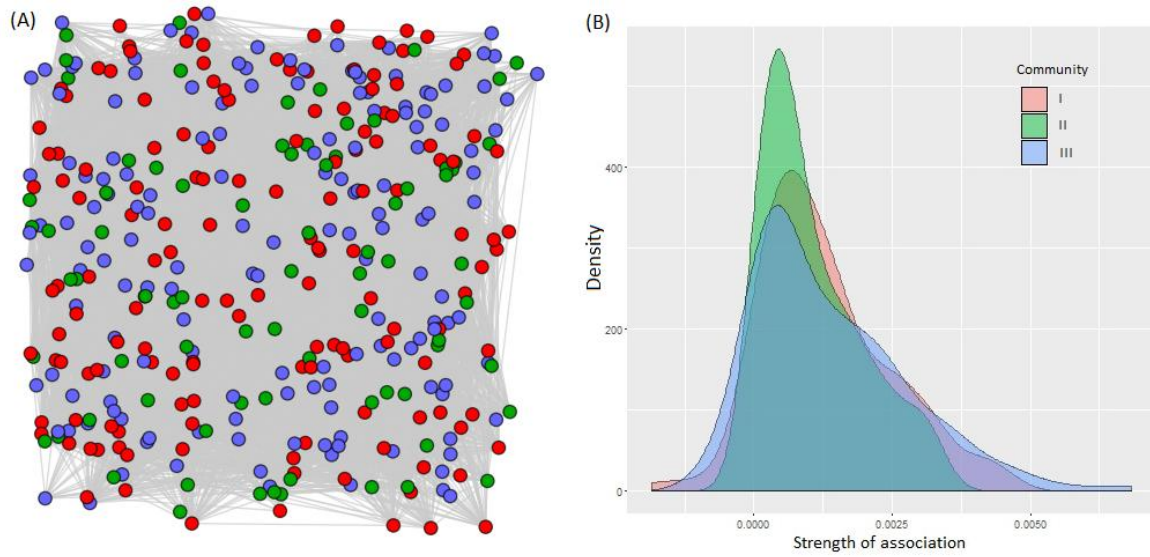 (A)
(B)
Community
I
II
III
Density
400
200
0
0.0000
0.0025
0.0050
Strength of association